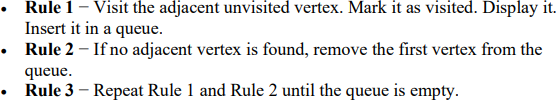 • Rule 1 – Visit the adjacent unvisited vertex. Mark it as visited. Display it.
Insert it in a queue.
• Rule 2 – If no adjacent vertex is found, remove the first vertex from the
queue.
• Rule 3 – Repeat Rule 1 and Rule 2 until the queue is empty.